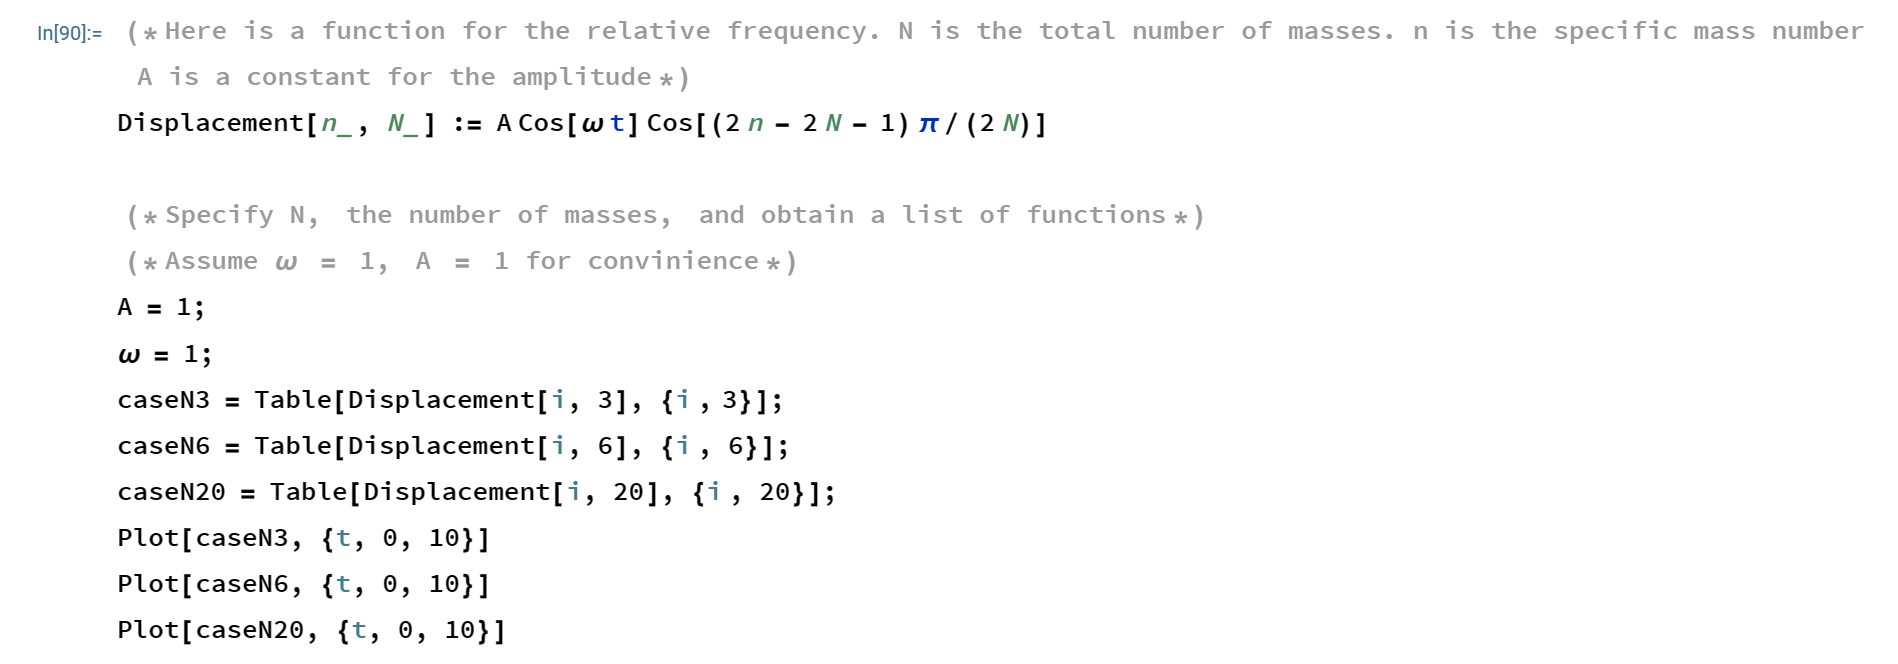 In[90]:= (*Here is a function for the relative frequency. N is the total number of masses. n is the specific mass number
A is a constant for the amplitude*)
Displacement[n_, N_] := A Cos[ω t] Cos[(2 n - 2 N - 1) π / (2 N)]
(*Specify N, the number of masses, and obtain a list of functions*)
(*Assume ω = 1, A = 1 for convinience*)
A = 1;
ω = 1;
caseN3 = Table[Displacement[i, 3], {i , 3}];
caseN6 = Table[Displacement[i, 6], {i , 6}];
caseN20 = Table[Displacement[i, 20], {i , 20}];
Plot[caseN3, {t, 0, 10}]
Plot[caseN6, {t, 0, 10}]
Plot[caseN20, {t, 0, 10}]